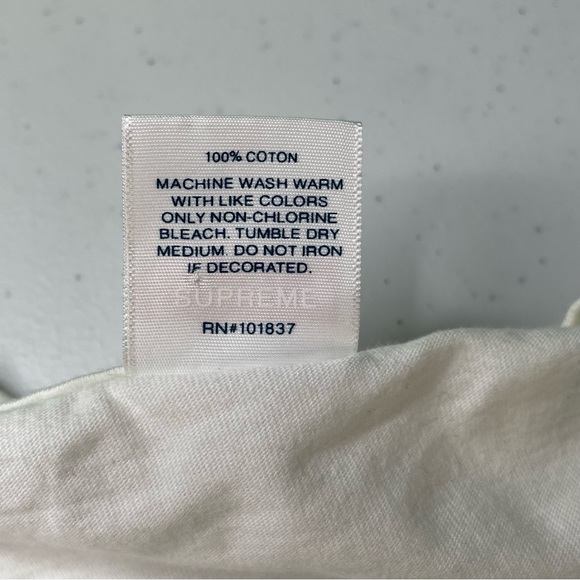 100% COTON
MACHINE WASH WARM
WITH LIKE COLORS
ONLY NON-CHLORINE
BLEACH. TUMBLE DRY
MEDIUM. DO NOT IRON
IF DECORATED.
SUPREME
RN#101837